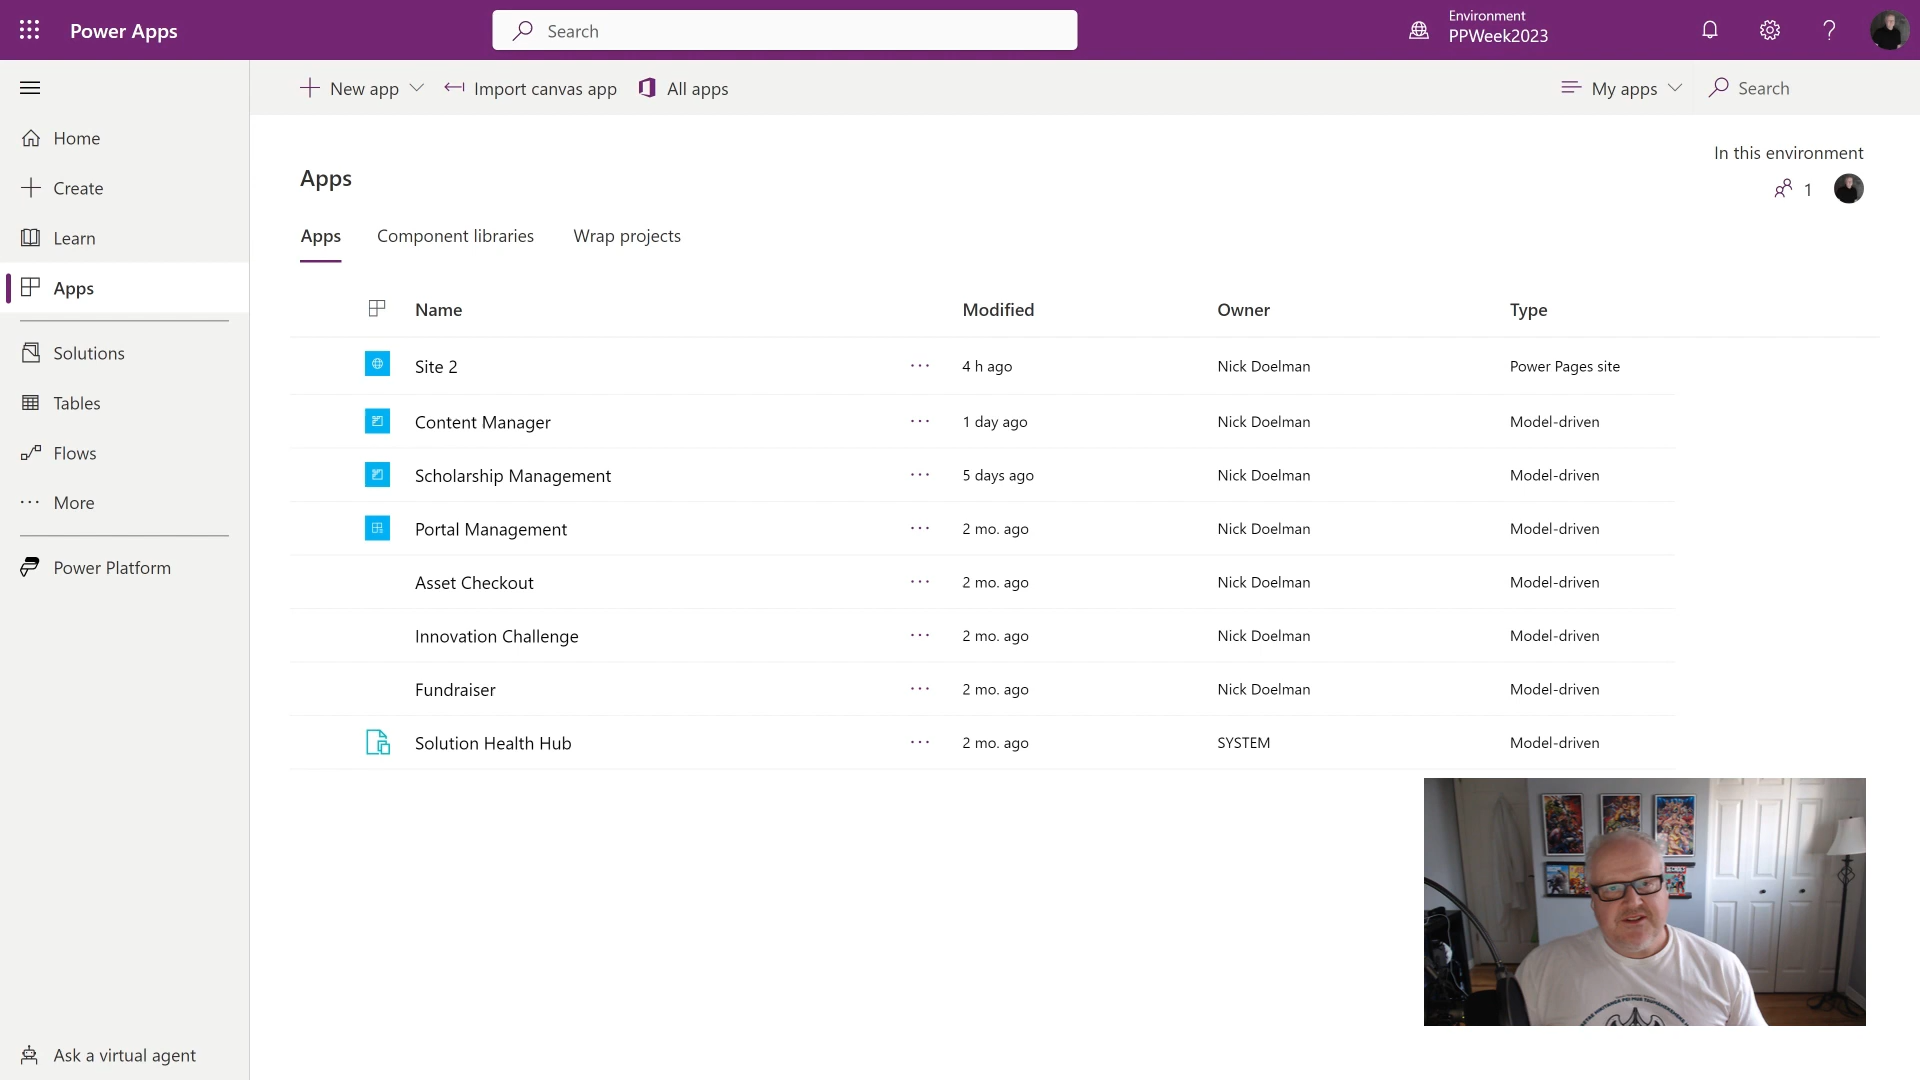 Power Apps
Search
Environment
PPWeek2023
New app
Import canvas app
All apps
My apps
Search
Home
Create
Learn
Apps
Solutions
Tables
Flows
More
Power Platform
Ask a virtual agent
Apps
In this environment
1
Apps Component libraries Wrap projects
Name Modified Owner Type
Site 2 ... 4 h ago Nick Doelman Power Pages site
Content Manager ... 1 day ago Nick Doelman Model-driven
Scholarship Management ... 5 days ago Nick Doelman Model-driven
Portal Management ... 2 mo. ago Nick Doelman Model-driven
Asset Checkout ... 2 mo. ago Nick Doelman Model-driven
Innovation Challenge ... 2 mo. ago Nick Doelman Model-driven
Fundraiser ... 2 mo. ago Nick Doelman Model-driven
Solution Health Hub ... 2 mo. ago SYSTEM Model-driven